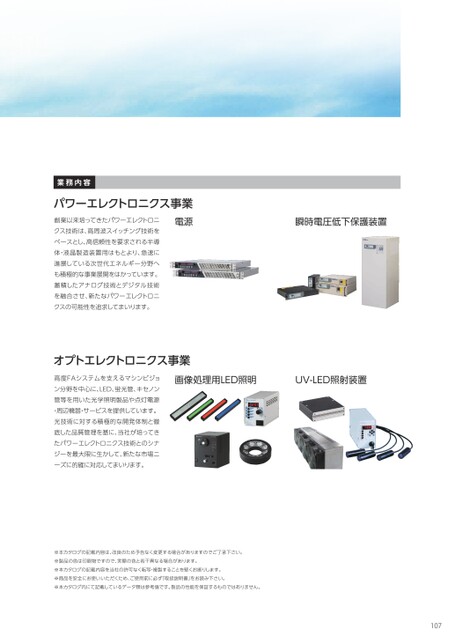 業務内容
パワーエレクトロニクス事業
創業以来培ってきたパワーエレクトロニ
クス技術は、高周波スイッチング技術を
ベースとし、高信頼性を要求される半導
体・液晶製造装置用はもとより、急速に
進展している次世代エネルギー分野へ
も積極的な事業展開をはかっています。
蓄積したアナログ技術とデジタル技術
を融合させ、新たなパワーエレクトロニ
クスの可能性を追求してまいります。
電源
瞬時電圧低下保護装置
オプトエレクトロニクス事業
高度FAシステムを支えるマシンビジョ
ン分野を中心に、LED、蛍光管、キセノン
管等を用いた光学照明製品や点灯電源
・周辺機器・サービスを提供しています。
光技術に対する積極的な開発体制と徹
底した品質管理を基に、当社が培ってき
たパワーエレクトロニクス技術とのシナ
ジーを最大限に生かして、新たな市場ニ
ーズに的確に対応してまいります。
画像処理用LED照明
UV-LED照射装置
※本カタログの記載内容は、改良のため予告なく変更する場合がありますのでご了承下さい。
※製品の色は印刷物ですので、実際の色と若干異なる場合があります。
※本カタログの記載内容を当社の許可なく転写・複製することを堅くお断りします。
※商品を安全にお使いいただくため、ご使用前に必ず「取扱説明書」をお読み下さい。
※本カタログ内にて記載しているデータ類は参考値です。製品の性能を保証するものではありません。
107